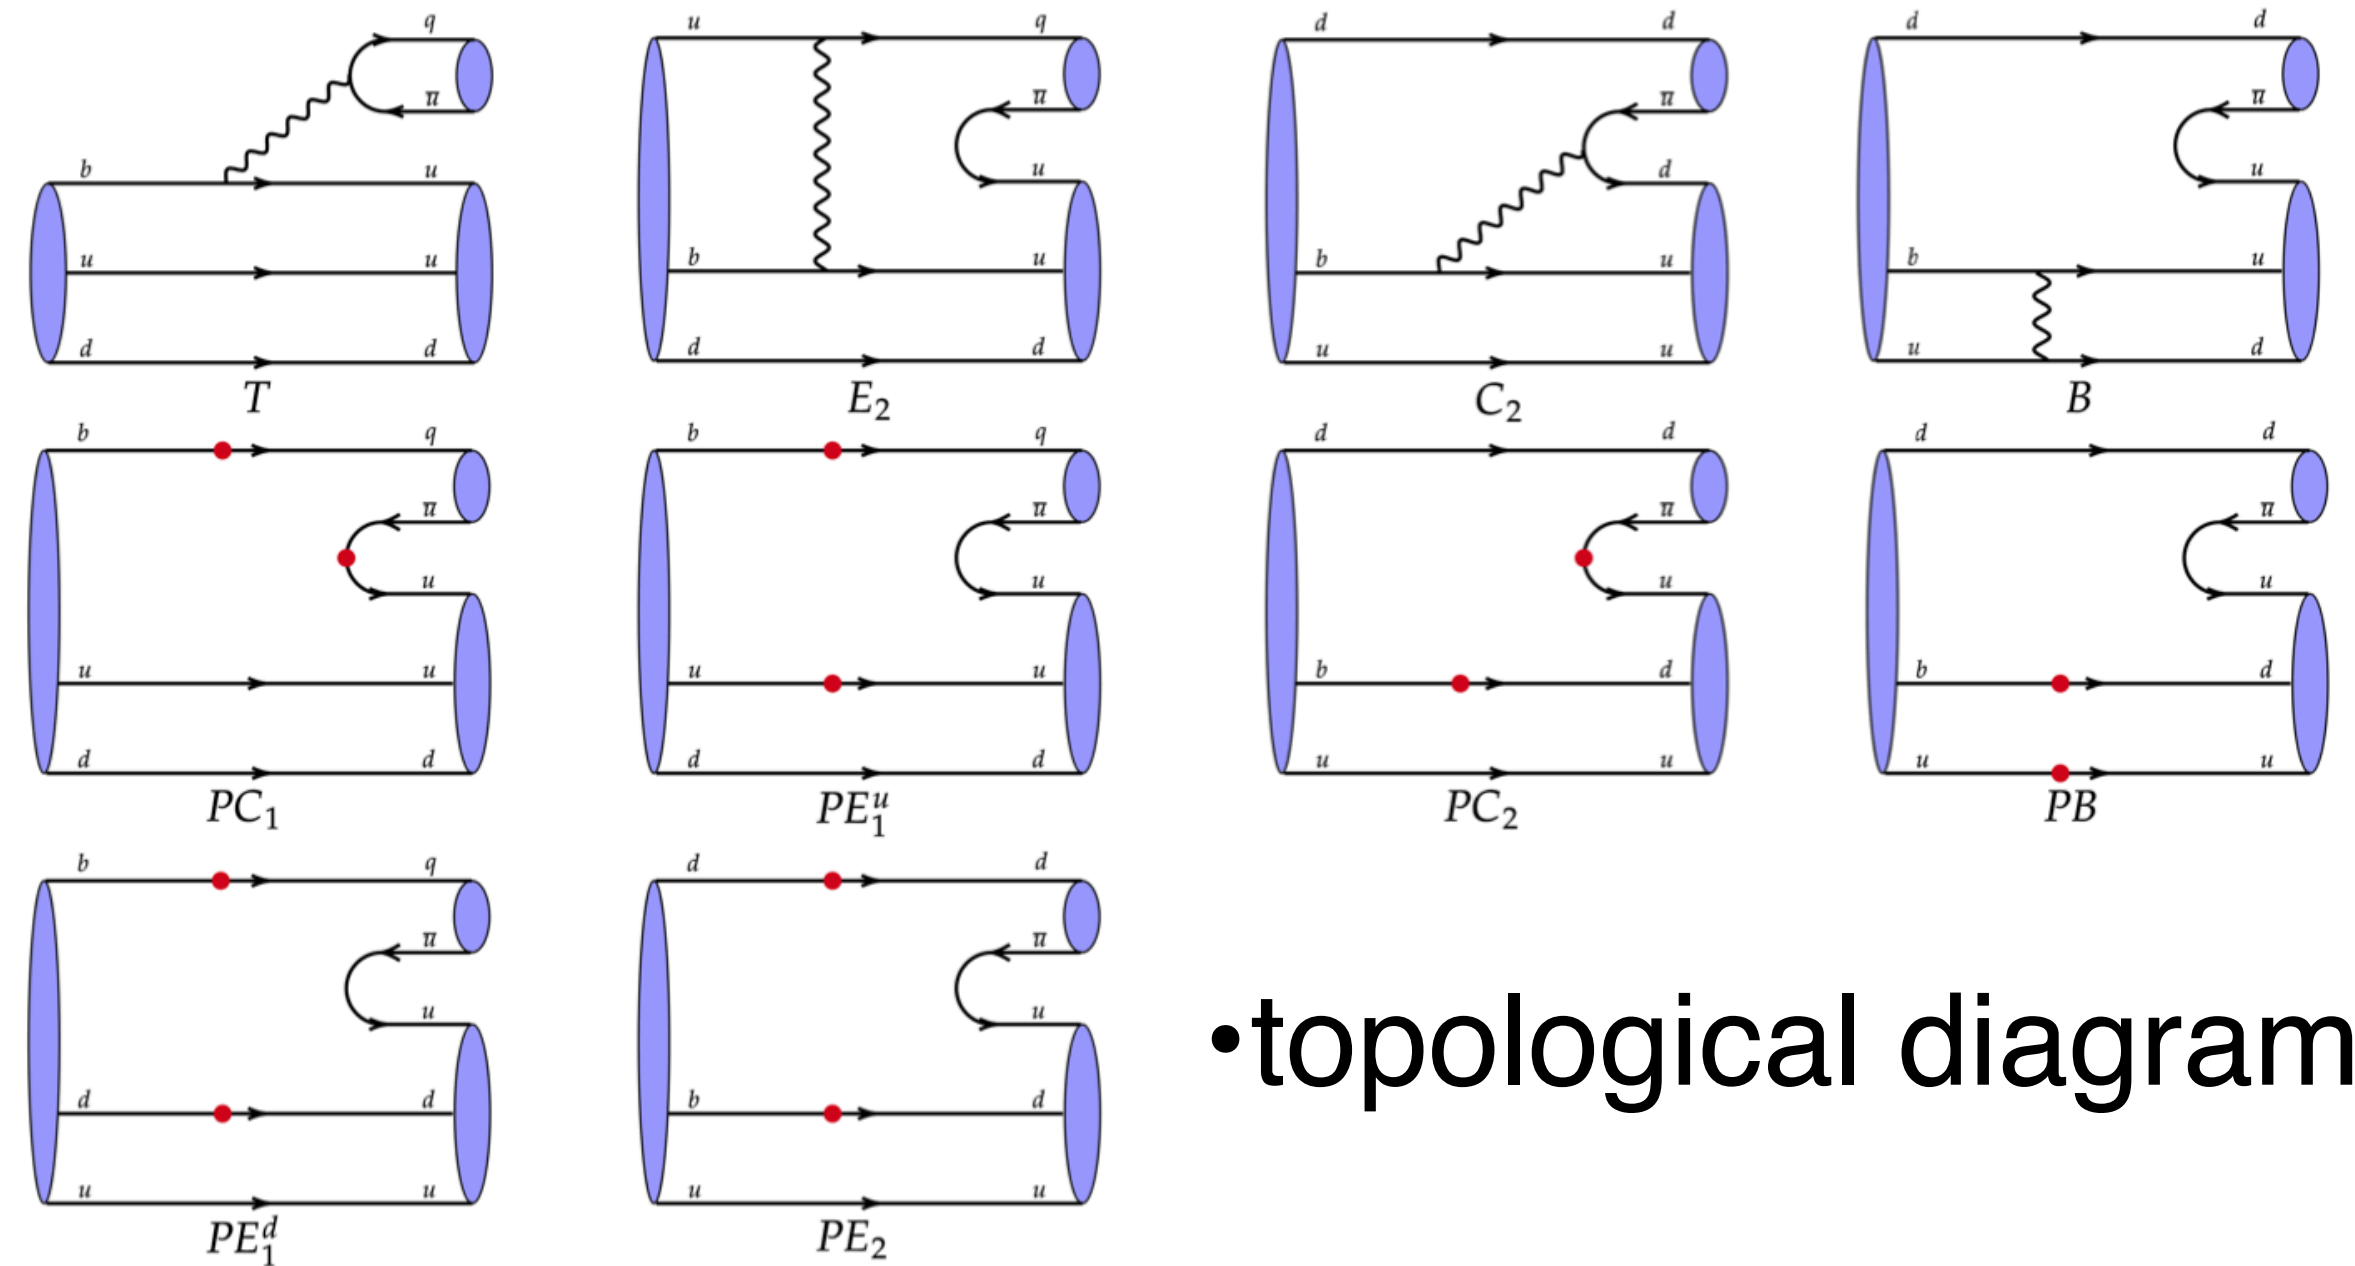 q u q d d d d
ū ū ū ū
b u u d u
u u b u b u b u
d d d d u u u d
T E₂ C₂ B
b q b q d d d d
ū ū ū ū
u u u u
u u u u b d b d
d d d d u u u u
PC₁ PE₁ᵘ PC₂ PB
b q d d
ū ū
u u
d d b d
•topological diagram
u u u u
PE₁ᵈ PE₂